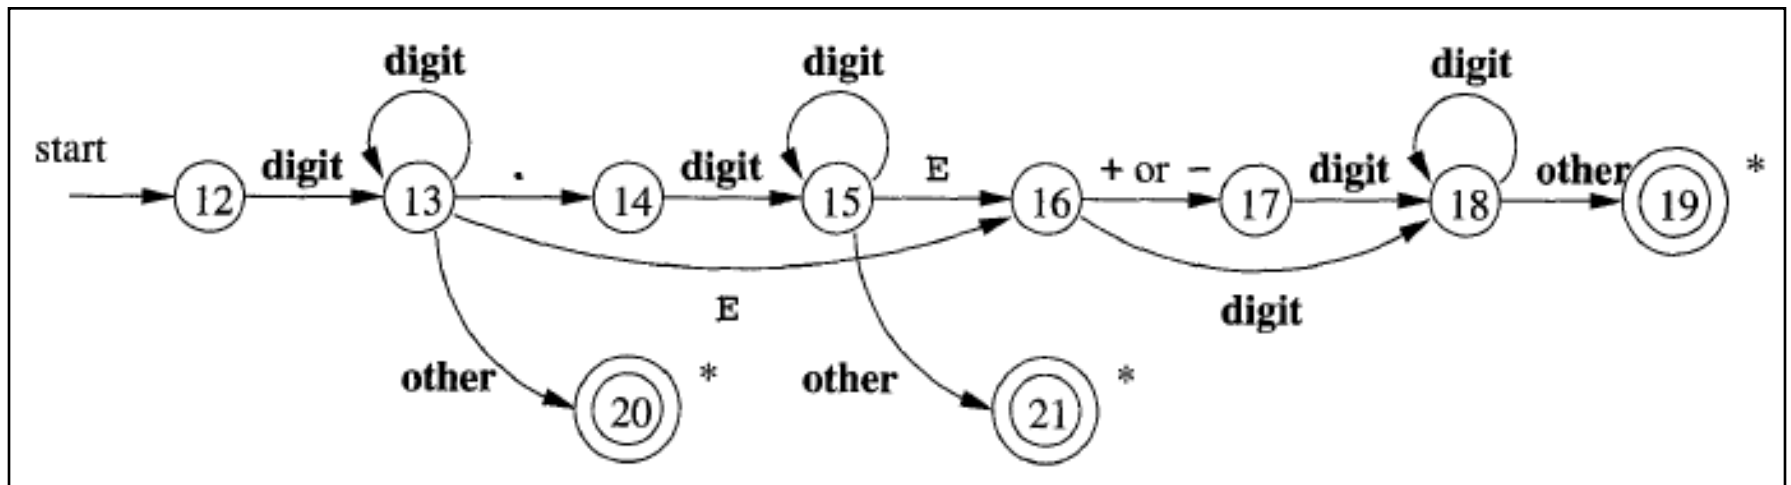 digit digit digit
start digit . digit E + or - digit other *
12 13 14 15 16 17 18 19
E digit
other * other *
20 21